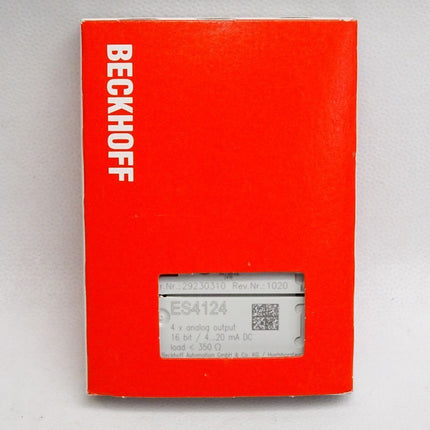 BECKHOFF
r.Nr.:29230310 Rev Nr.:1020
ES4124
4 x analog output
16 bit / 4...20 mA DC
load < 350 Ω
Beckhoff Automation GmbH & Co. KG /